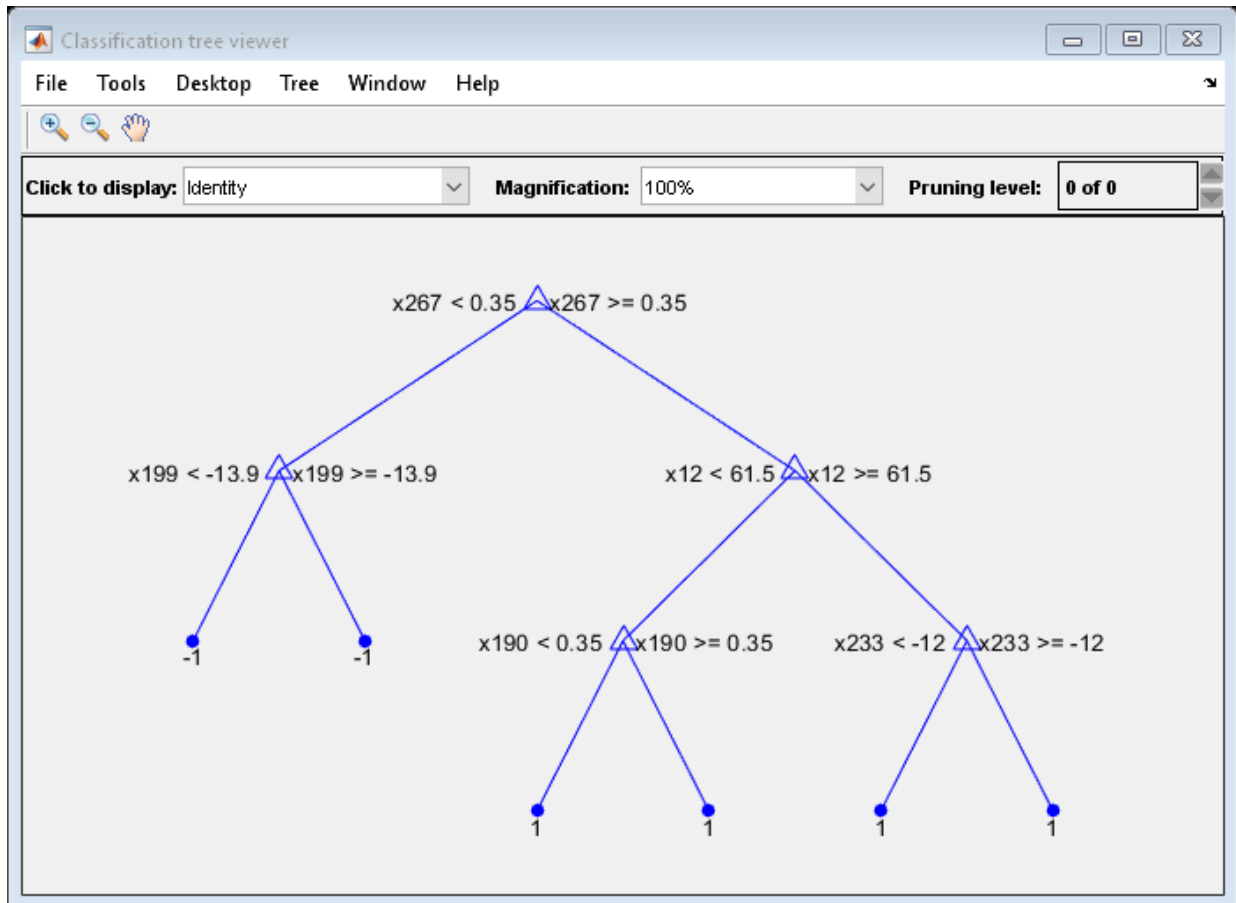 Classification tree viewer
File Tools Desktop Tree Window Help
Click to display: Identity Magnification: 100% Pruning level: 0 of 0
x267 < 0.35 x267 >= 0.35
x199 < -13.9 x199 >= -13.9 x12 < 61.5 x12 >= 61.5
x190 < 0.35 x190 >= 0.35 x233 < -12 x233 >= -12
-1 -1
1 1 1 1